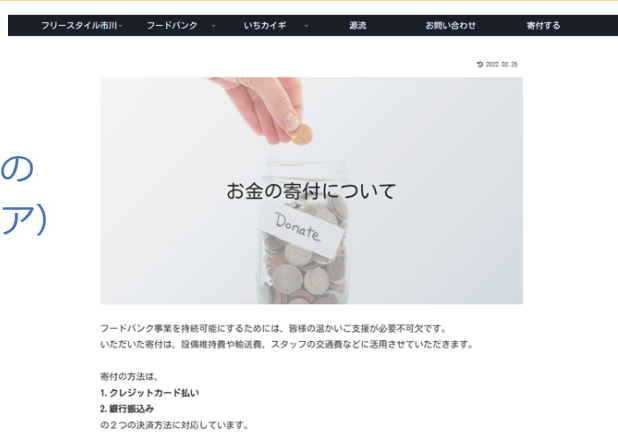 フリースタイル市川
フードバンク
いちカイギ
源流
お問い合わせ
寄付する
2022.02.26
の
ア)
お金の寄付について
Donate
フードバンク事業を持続可能にするためには、皆様の温かいご支援が必要不可欠です。
いただいた寄付は、設備維持費や輸送費、スタッフの交通費などに活用させていただきます。
寄付の方法は、
1. クレジットカード払い
2. 銀行振込み
の２つの決済方法に対応しています。